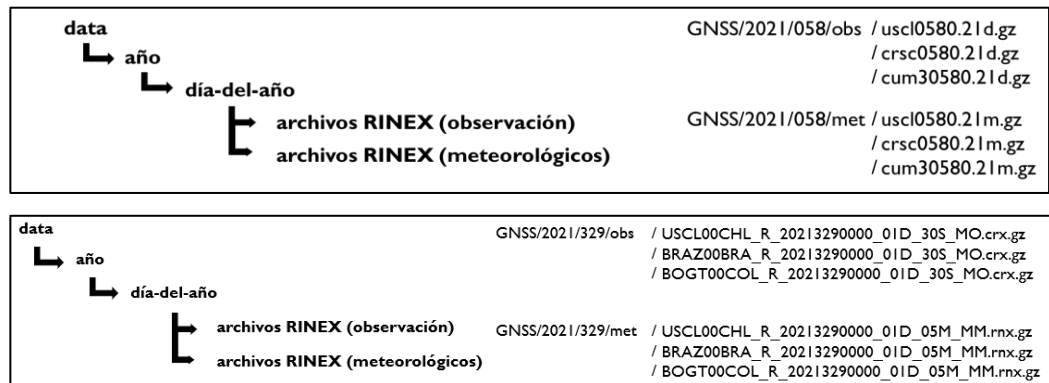 data GNSS/2021/058/obs / uscl0580.21d.gz
año / crsc0580.21d.gz
/ cum30580.21d.gz
día-del-año
archivos RINEX (observación) GNSS/2021/058/met / uscl0580.21m.gz
/ crsc0580.21m.gz
archivos RINEX (meteorológicos) / cum30580.21m.gz
data GNSS/2021/329/obs / USCL00CHL_R_20213290000_01D_30S_MO.crx.gz
año / BRAZ00BRA_R_20213290000_01D_30S_MO.crx.gz
/ BOGT00COL_R_20213290000_01D_30S_MO.crx.gz
día-del-año
archivos RINEX (observación) GNSS/2021/329/met / USCL00CHL_R_20213290000_01D_05M_MM.rnx.gz
/ BRAZ00BRA_R_20213290000_01D_05M_MM.rnx.gz
archivos RINEX (meteorológicos) / BOGT00COL_R_20213290000_01D_05M_MM.rnx.gz